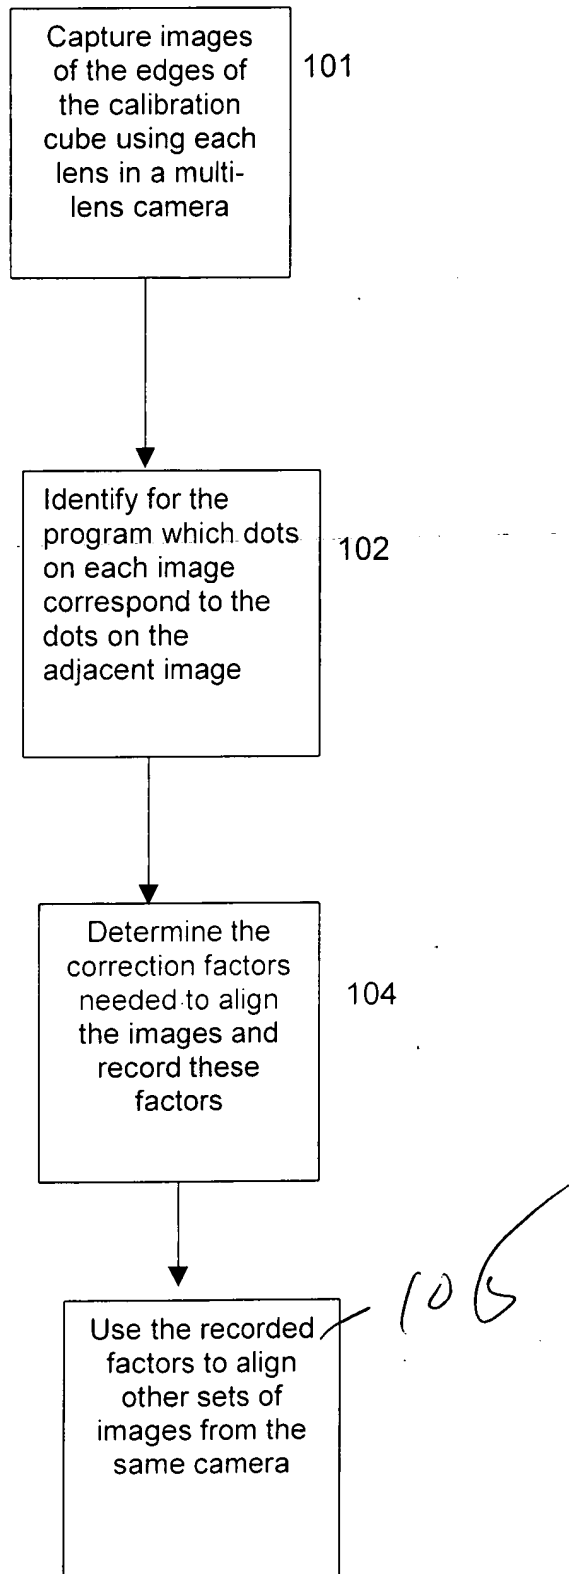 Capture images
of the edges of
the calibration
cube using each
lens in a multi-
lens camera
101
Identify for the
program which dots
on each image
correspond to the
dots on the
adjacent image
102
Determine the
correction factors
needed to align
the images and
record these
factors
104
Use the recorded
factors to align
other sets of
images from the
same camera
106